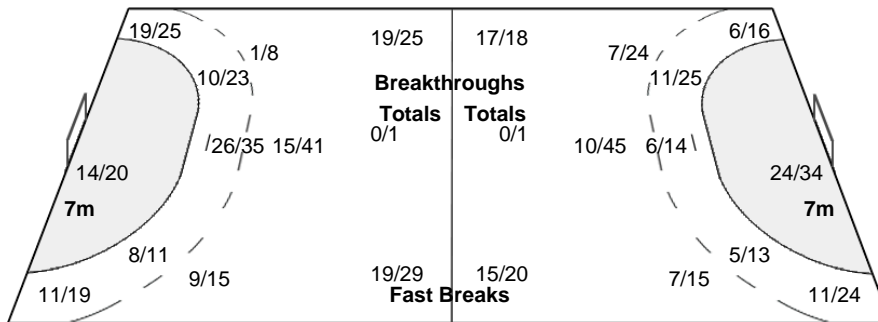 19/25 1/8 19/25 17/18 7/24 6/16
10/23 Breakthroughs 11/25
Totals Totals
26/35 15/41 0/1 0/1 10/45 6/14
14/20 24/34
7m 7m
8/11 5/13
9/15 19/29 15/20 7/15
11/19 Fast Breaks 11/24